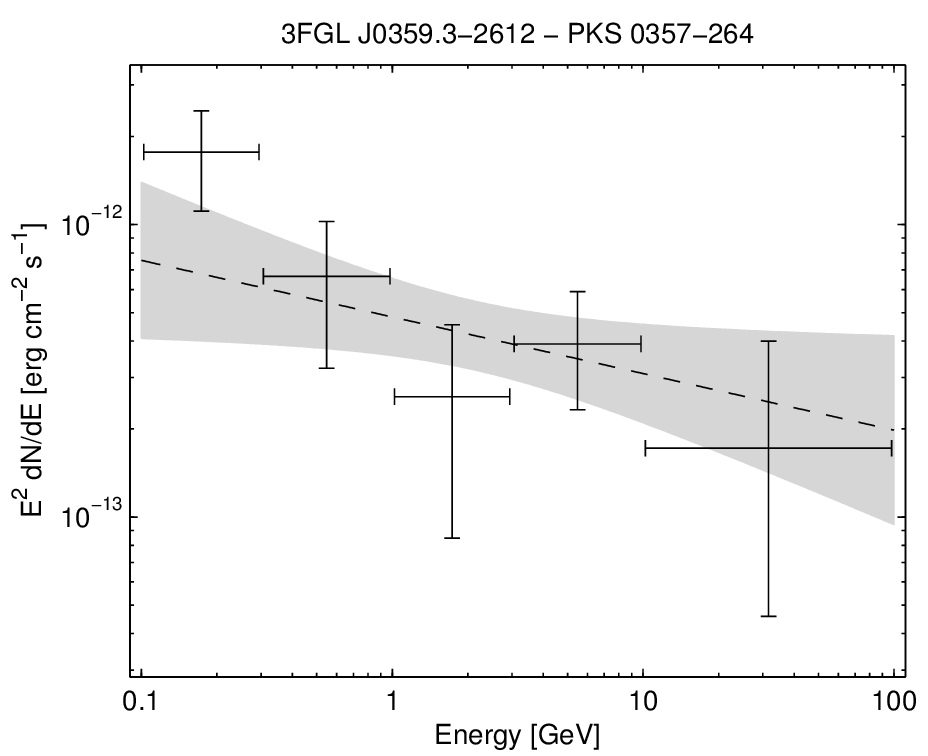 3FGL J0359.3−2612 − PKS 0357−264
E² dN/dE [erg cm⁻² s⁻¹]
10⁻¹²
10⁻¹³
0.1 1 10 100
Energy [GeV]